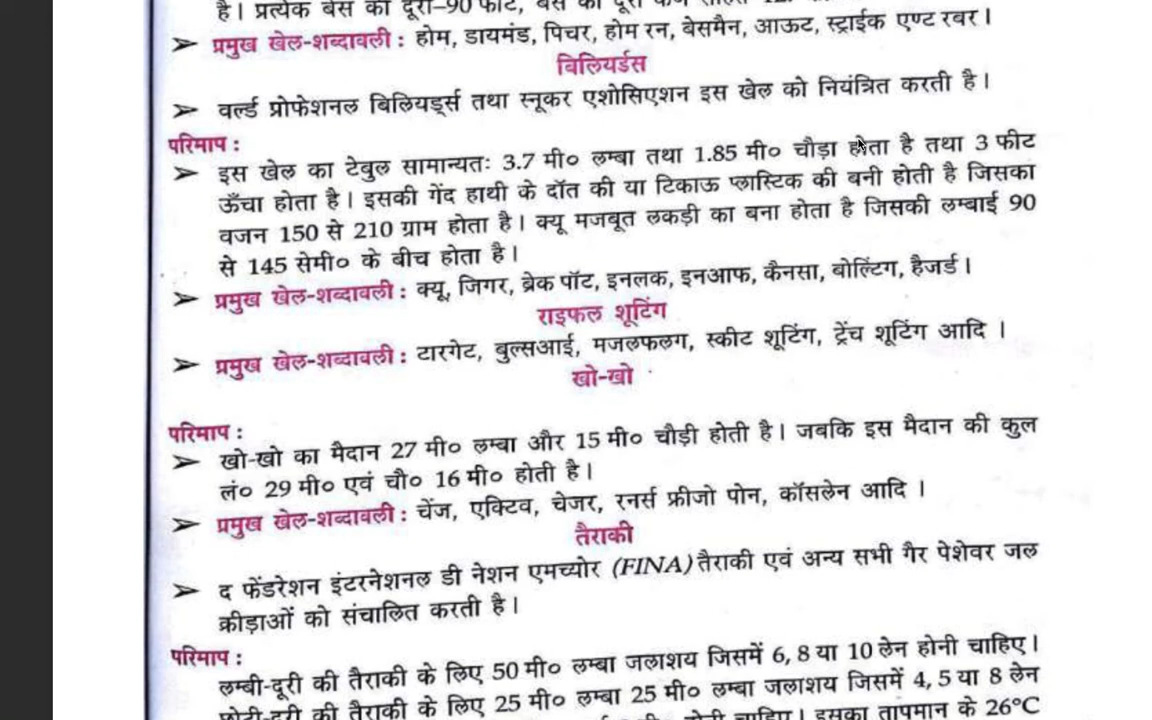 है। प्रत्येक बेस की दूरी–90 फीट, बेस की दूरी
➢ प्रमुख खेल-शब्दावली : होम, डायमंड, पिचर, होम रन, बेसमैन, आऊट, स्ट्राईक एण्ट रबर।
विलियर्डस
➢ वर्ल्ड प्रोफेशनल बिलियर्ड्स तथा स्नूकर एशोसिएशन इस खेल को नियंत्रित करती है।
परिमाप :
➢ इस खेल का टेबुल सामान्यतः 3.7 मी० लम्बा तथा 1.85 मी० चौड़ा होता है तथा 3 फीट
ऊँचा होता है। इसकी गेंद हाथी के दॉत की या टिकाऊ प्लास्टिक की बनी होती है जिसका
वजन 150 से 210 ग्राम होता है। क्यू मजबूत लकड़ी का बना होता है जिसकी लम्बाई 90
से 145 सेमी० के बीच होता है।
➢ प्रमुख खेल-शब्दावली : क्यू, जिगर, ब्रेक पॉट, इनलक, इनआफ, कैनसा, बोल्टिंग, हैजर्ड।
राइफल शूटिंग
➢ प्रमुख खेल-शब्दावली : टारगेट, बुल्सआई, मजलफलग, स्कीट शूटिंग, ट्रेंच शूटिंग आदि ।
खो-खो
परिमाप :
➢ खो-खो का मैदान 27 मी० लम्बा और 15 मी० चौड़ी होती है। जबकि इस मैदान की कुल
लं० 29 मी० एवं चौ० 16 मी० होती है।
➢ प्रमुख खेल-शब्दावली : चेंज, एक्टिव, चेजर, रनर्स फ्रीजो पोन, कॉसलेन आदि ।
तैराकी
➢ द फेंडरेशन इंटरनेशनल डी नेशन एमच्योर (FINA) तैराकी एवं अन्य सभी गैर पेशेवर जल
क्रीड़ाओं को संचालित करती है।
परिमाप :
लम्बी-दूरी की तैराकी के लिए 50 मी० लम्बा जलाशय जिसमें 6, 8 या 10 लेन होनी चाहिए।
छोटी-दूरी की तैराकी के लिए 25 मी० लम्बा 25 मी० लम्बा जलाशय जिसमें 4, 5 या 8 लेन
होनी चाहिए। इसका तापमान के 26°C